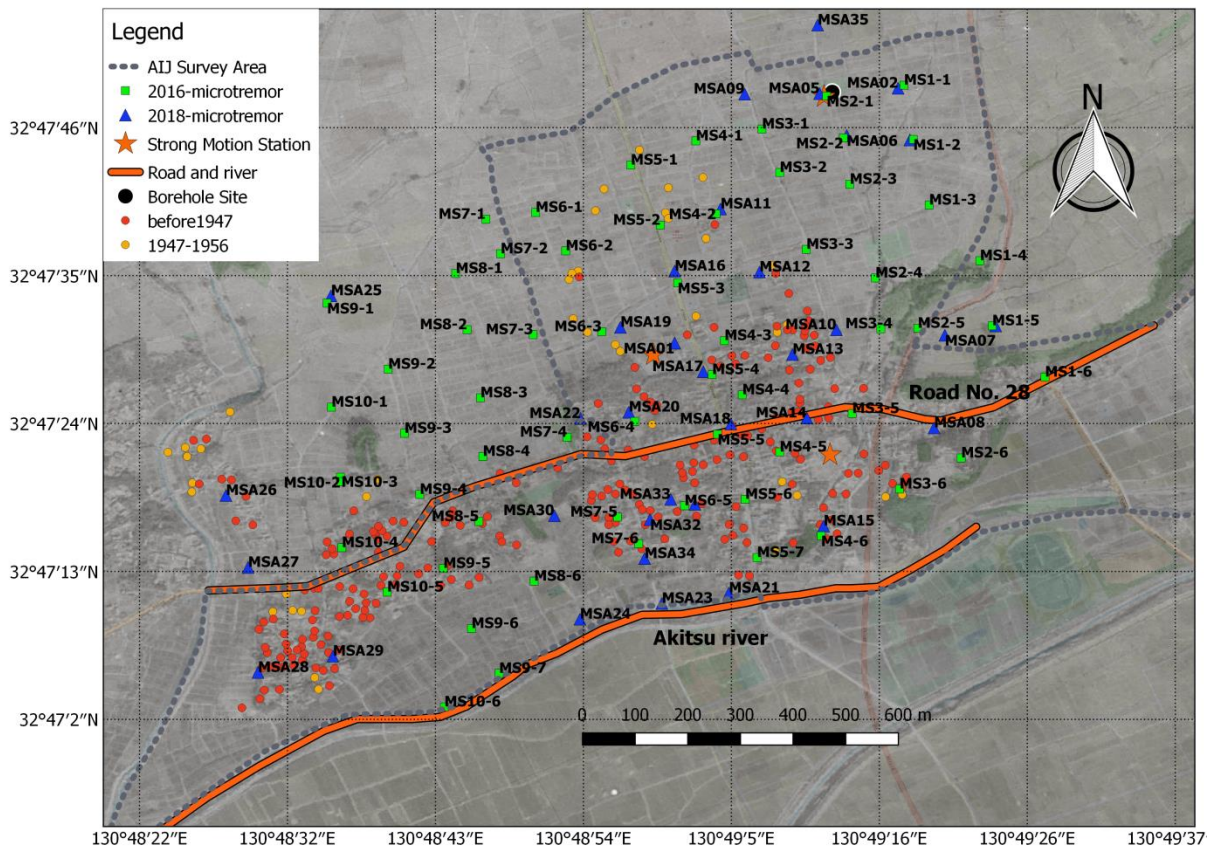 Legend
AIJ Survey Area
2016-microtremor
2018-microtremor
Strong Motion Station
Road and river
Borehole Site
before1947
1947-1956
N
MSA35
MSA09
MSA05
MSA02
MS1-1
MS2-1
32°47′46″N
MS4-1
MS3-1
MS2-2
MSA06
MS1-2
MS5-1
MS3-2
MS2-3
MS7-1
MS6-1
MS5-2
MS4-2
MSA11
MS1-3
MS7-2
MS6-2
MS3-3
32°47′35″N
MS8-1
MSA16
MSA12
MS2-4
MS1-4
MS5-3
MSA25
MS9-1
MS8-2
MS7-3
MS6-3
MSA19
MSA10
MS3-4
MS2-5
MS1-5
MSA01
MS4-3
MSA07
MSA13
MS9-2
MSA17
MS5-4
MS1-6
MS8-3
MS4-4
Road No. 28
MS10-1
MSA22
MSA20
MSA14
MS3-5
32°47′24″N
MS9-3
MS7-4
MS6-4
MSA18
MS5-5
MSA08
MS8-4
MS4-5
MS2-6
MS10-2
MS10-3
MSA26
MS9-4
MSA33
MS6-5
MS5-6
MS3-6
MS8-5
MSA30
MS7-5
MSA32
MSA15
MS10-4
MS7-6
MS4-6
32°47′13″N
MSA27
MS9-5
MSA34
MS5-7
MS10-5
MS8-6
MSA21
MSA24
MSA23
MS9-6
Akitsu river
MSA28
MSA29
MS9-7
32°47′2″N
MS10-6
0 100 200 300 400 500 600 m
130°48′22″E 130°48′32″E 130°48′43″E 130°48′54″E 130°49′5″E 130°49′16″E 130°49′26″E 130°49′37″